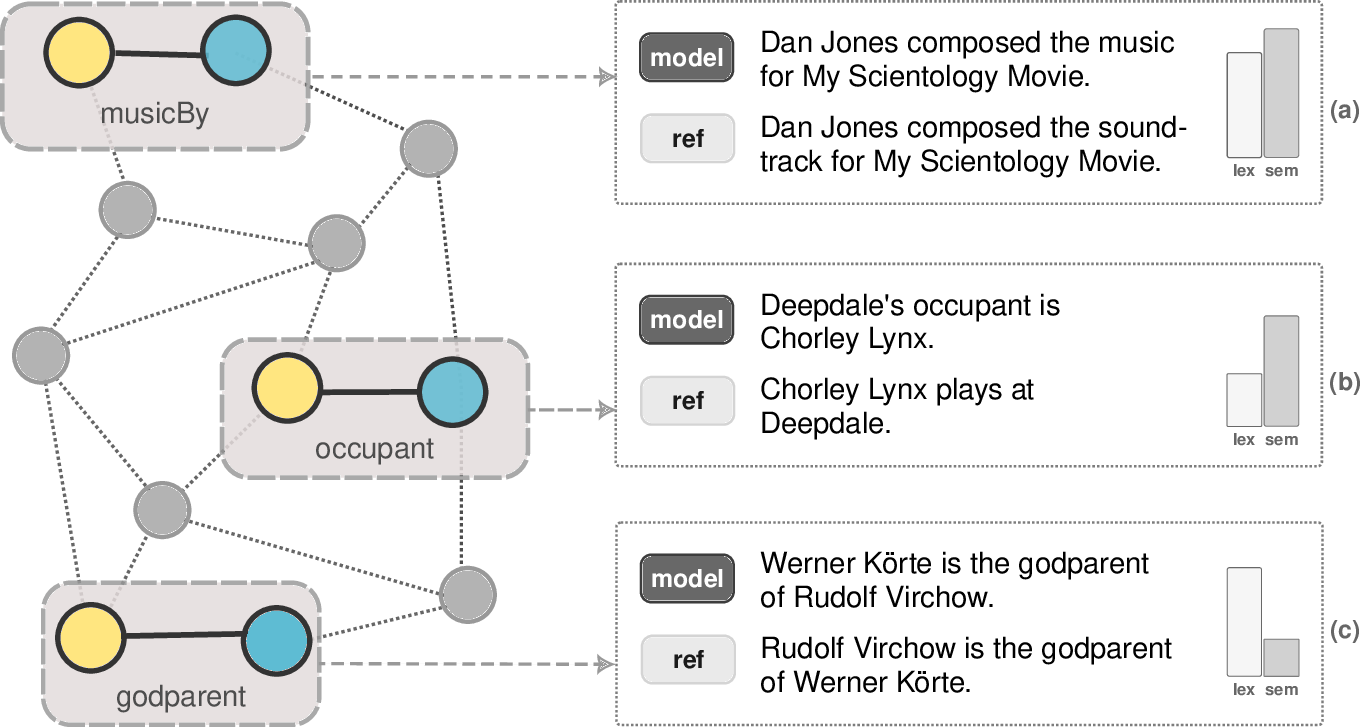 musicBy
model
Dan Jones composed the music
for My Scientology Movie.
ref
Dan Jones composed the sound-
track for My Scientology Movie.
lex sem
(a)
occupant
model
Deepdale's occupant is
Chorley Lynx.
ref
Chorley Lynx plays at
Deepdale.
lex sem
(b)
godparent
model
Werner Körte is the godparent
of Rudolf Virchow.
ref
Rudolf Virchow is the godparent
of Werner Körte.
lex sem
(c)